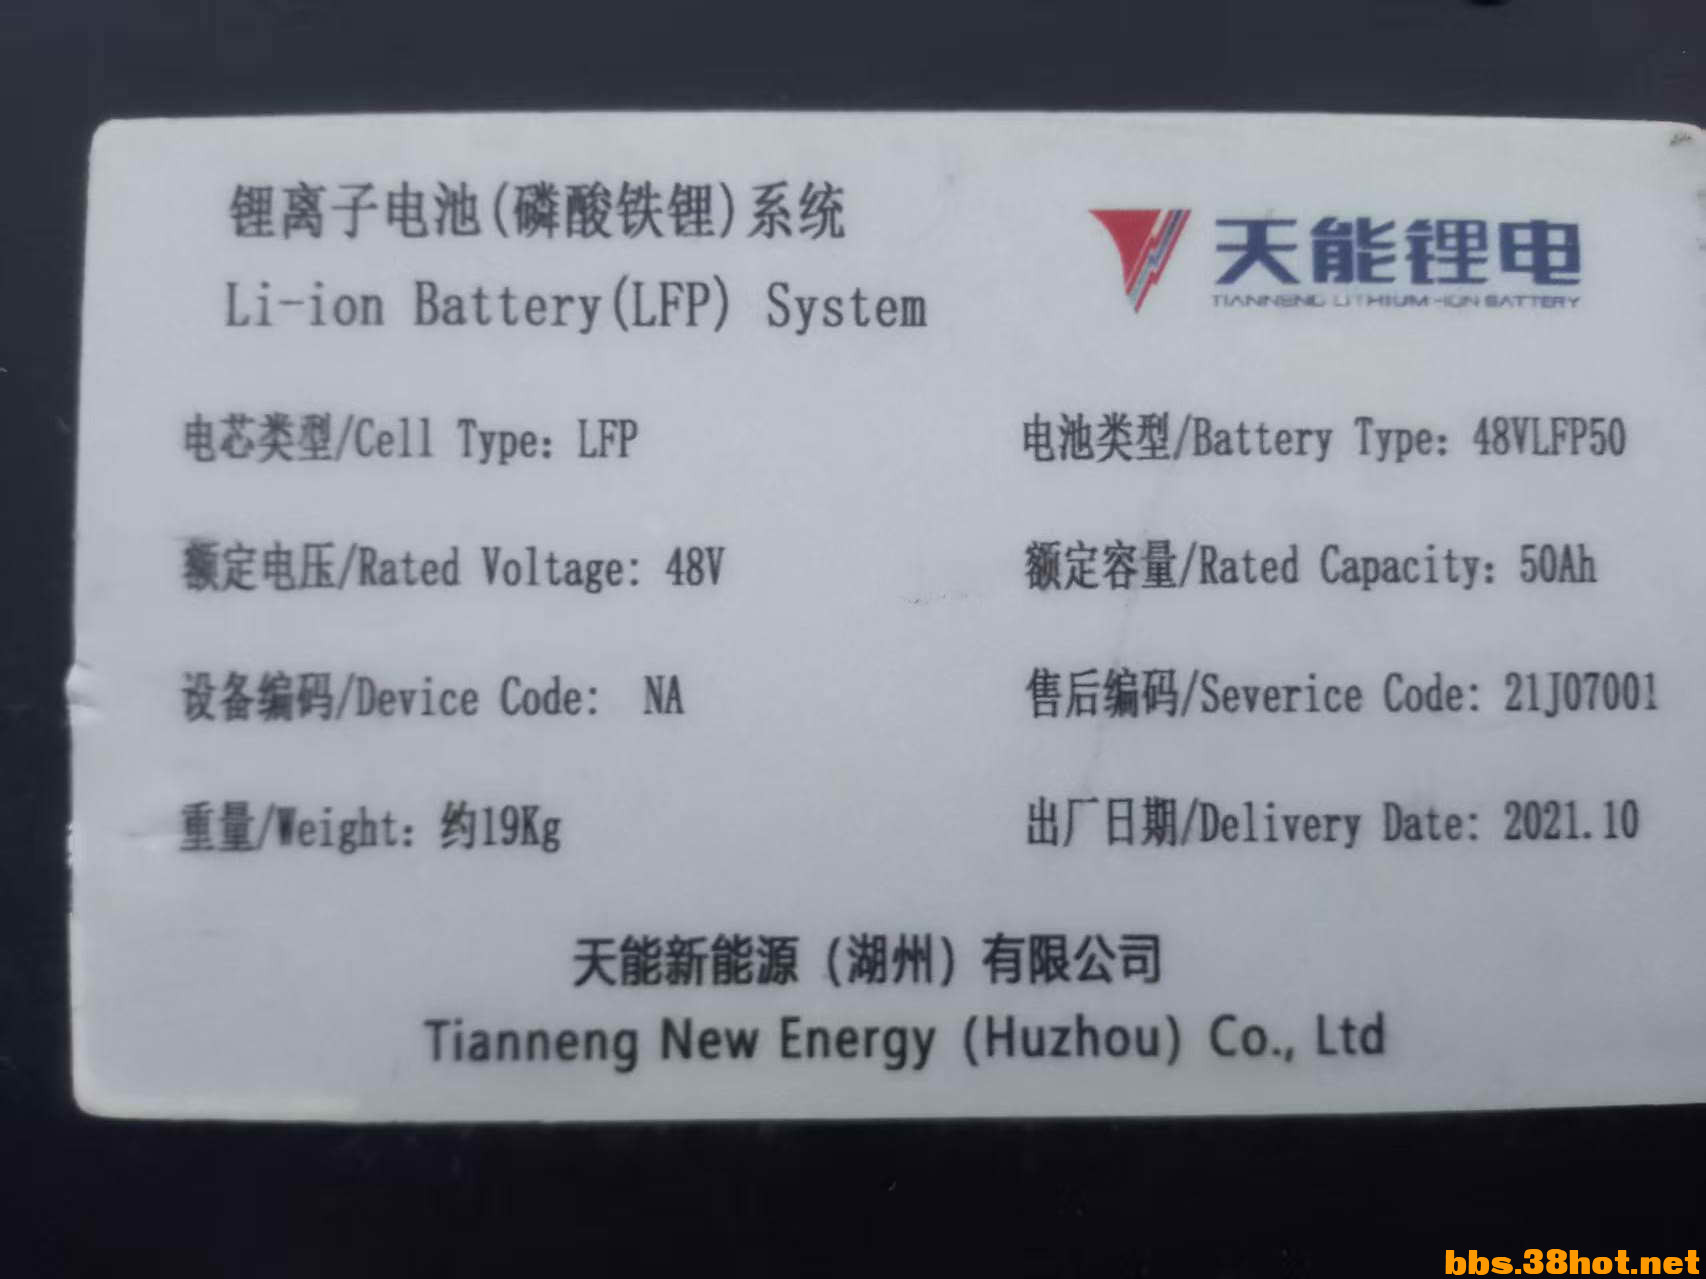 锂离子电池(磷酸铁锂)系统
Li-ion Battery(LFP) System
天能锂电
TIANNENG LITHIUM-ION BATTERY
电芯类型/Cell Type: LFP
电池类型/Battery Type: 48VLFP50
额定电压/Rated Voltage: 48V
额定容量/Rated Capacity: 50Ah
设备编码/Device Code: NA
售后编码/Severice Code: 21J07001
重量/Weight: 约19Kg
出厂日期/Delivery Date: 2021.10
天能新能源（湖州）有限公司
Tianneng New Energy (Huzhou) Co., Ltd
bbs.38hot.net